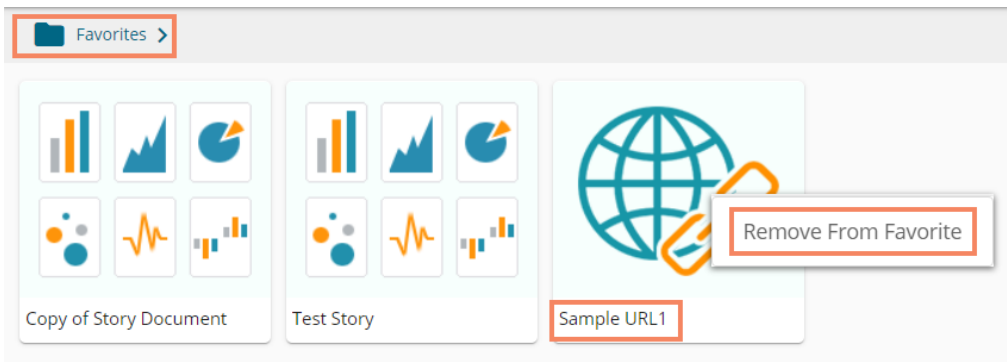 Favorites
Remove From Favorite
Copy of Story Document
Test Story
Sample URL1